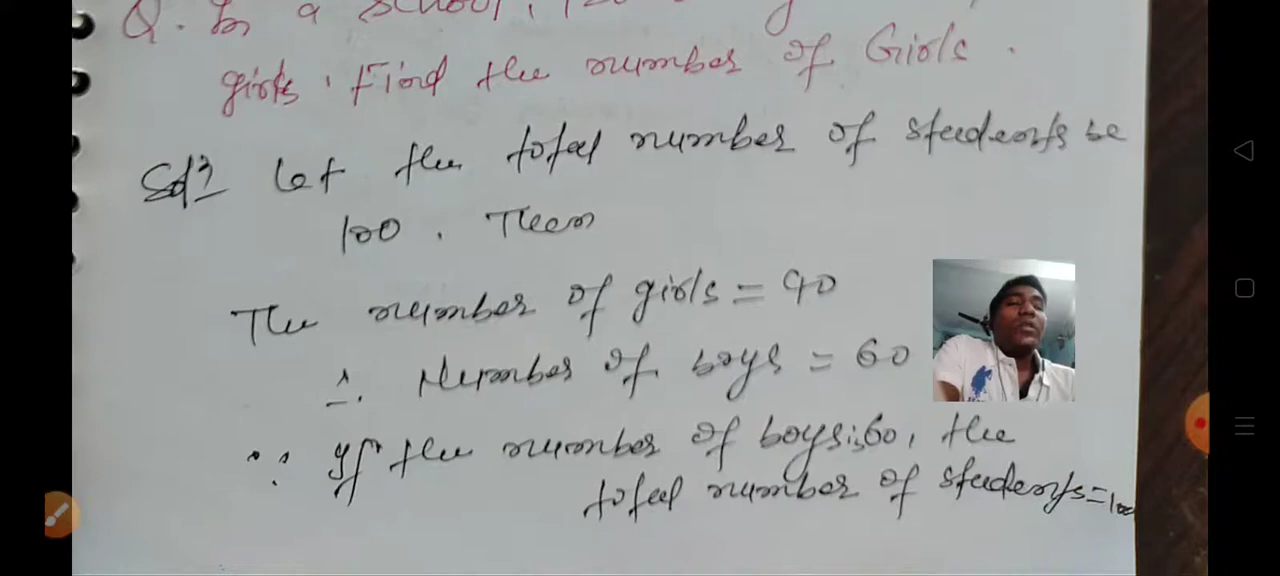 Q. In a school,
girls. Find the number of Girls.
Soln Let the total number of students be
100. Then
The number of girls = 40
∴ Number of boys = 60
∵ If the number of boys is 60, the
total number of students = 100